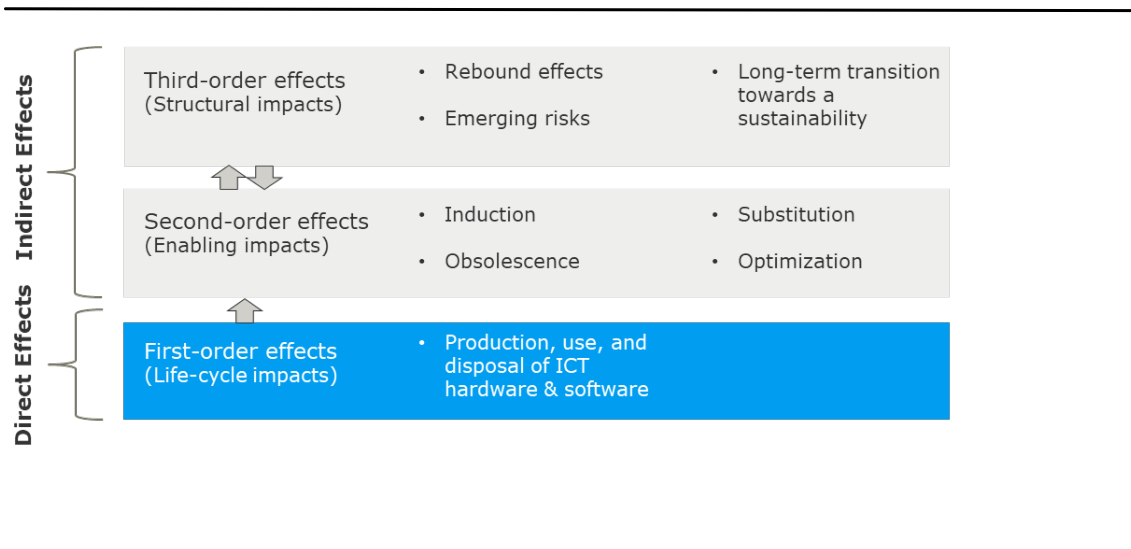 Indirect Effects
Third-order effects
(Structural impacts)
• Rebound effects
• Emerging risks
• Long-term transition
towards a
sustainability
Second-order effects
(Enabling impacts)
• Induction
• Obsolescence
• Substitution
• Optimization
Direct Effects
First-order effects
(Life-cycle impacts)
• Production, use, and
disposal of ICT
hardware & software